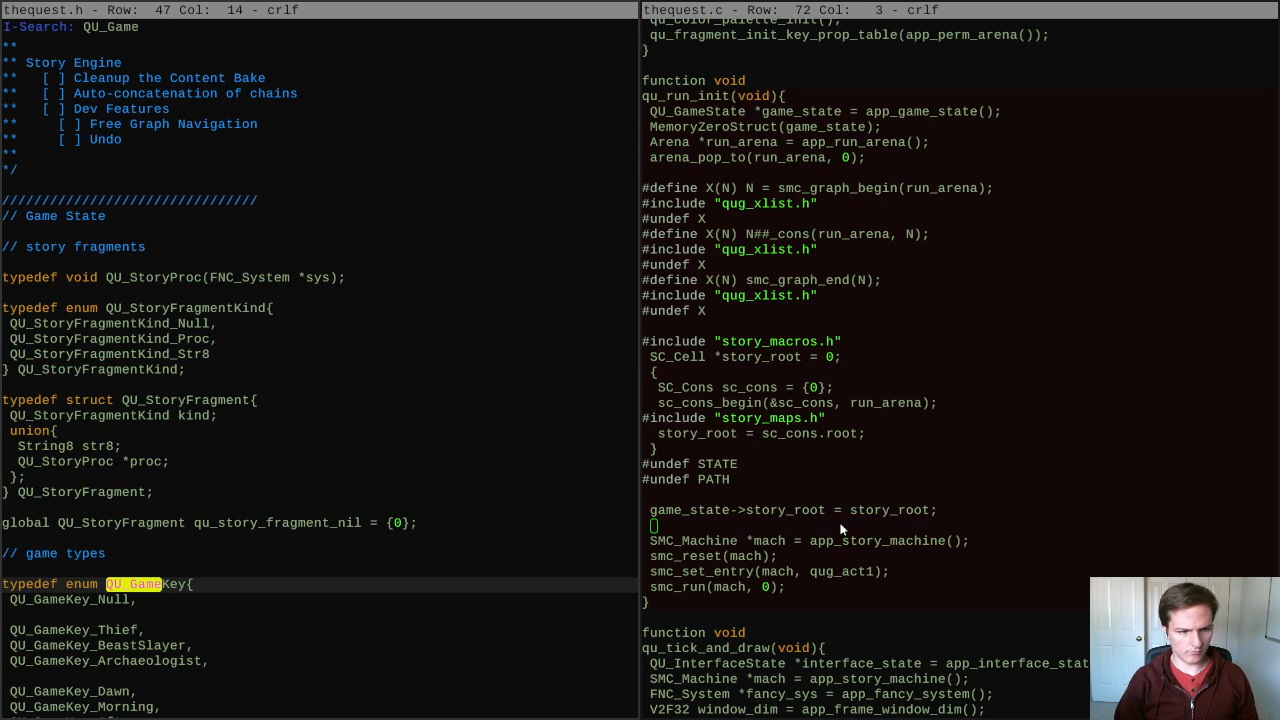 thequest.h - Row:  47 Col:  14 - crlf
I-Search: QU_Game
**
** Story Engine
**   [ ] Cleanup the Content Bake
**   [ ] Auto-concatenation of chains
**   [ ] Dev Features
**     [ ] Free Graph Navigation
**     [ ] Undo
**
*/
////////////////////////////////
// Game State
// story fragments
typedef void QU_StoryProc(FNC_System *sys);
typedef enum QU_StoryFragmentKind{
QU_StoryFragmentKind_Null,
QU_StoryFragmentKind_Proc,
QU_StoryFragmentKind_Str8
} QU_StoryFragmentKind;
typedef struct QU_StoryFragment{
QU_StoryFragmentKind kind;
union{
String8 str8;
QU_StoryProc *proc;
};
} QU_StoryFragment;
global QU_StoryFragment qu_story_fragment_nil = {0};
// game types
typedef enum QU_GameKey{
QU_GameKey_Null,
QU_GameKey_Thief,
QU_GameKey_BeastSlayer,
QU_GameKey_Archaeologist,
QU_GameKey_Dawn,
QU_GameKey_Morning,
thequest.c - Row:  72 Col:   3 - crlf
qu_color_palette_init();
qu_fragment_init_key_prop_table(app_perm_arena());
}
function void
qu_run_init(void){
QU_GameState *game_state = app_game_state();
MemoryZeroStruct(game_state);
Arena *run_arena = app_run_arena();
arena_pop_to(run_arena, 0);
#define X(N) N = smc_graph_begin(run_arena);
#include "qug_xlist.h"
#undef X
#define X(N) N##_cons(run_arena, N);
#include "qug_xlist.h"
#undef X
#define X(N) smc_graph_end(N);
#include "qug_xlist.h"
#undef X
#include "story_macros.h"
SC_Cell *story_root = 0;
{
SC_Cons sc_cons = {0};
sc_cons_begin(&sc_cons, run_arena);
#include "story_maps.h"
story_root = sc_cons.root;
}
#undef STATE
#undef PATH
game_state->story_root = story_root;
SMC_Machine *mach = app_story_machine();
smc_reset(mach);
smc_set_entry(mach, qug_act1);
smc_run(mach, 0);
}
function void
qu_tick_and_draw(void){
QU_InterfaceState *interface_state = app_interface_stat
SMC_Machine *mach = app_story_machine();
FNC_System *fancy_sys = app_fancy_system();
V2F32 window_dim = app_frame_window_dim();